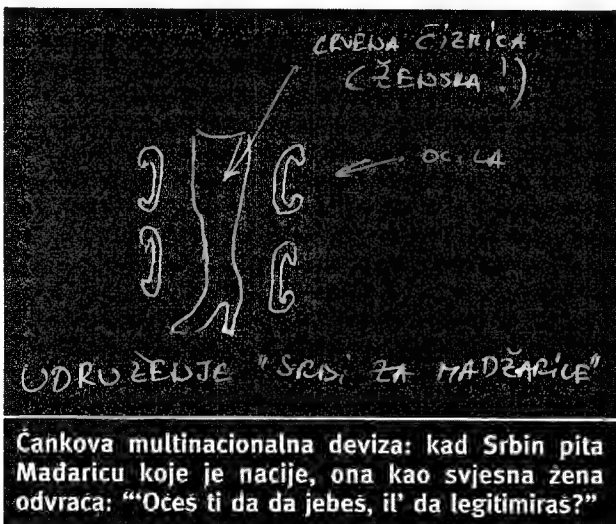 CRVENA ČIZMICA
(ŽENSKA!)
OCILA
UDRUŽENJE "SRBI ZA MADŽARICE"
Čankova multinacionalna deviza: kad Srbin pita
Mađaricu koje je nacije, ona kao svjesna žena
odvraća: "'Oćeš ti da da jebeš, il' da legitimiraš?"